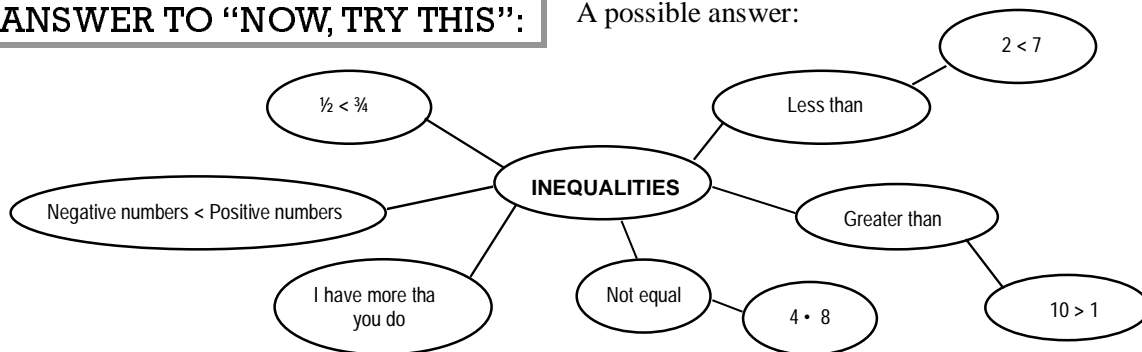 ANSWER TO “NOW, TRY THIS”:
A possible answer:
2 < 7
½ < ¾
Less than
INEQUALITIES
Negative numbers < Positive numbers
Greater than
I have more tha
you do
Not equal
4 • 8
10 > 1